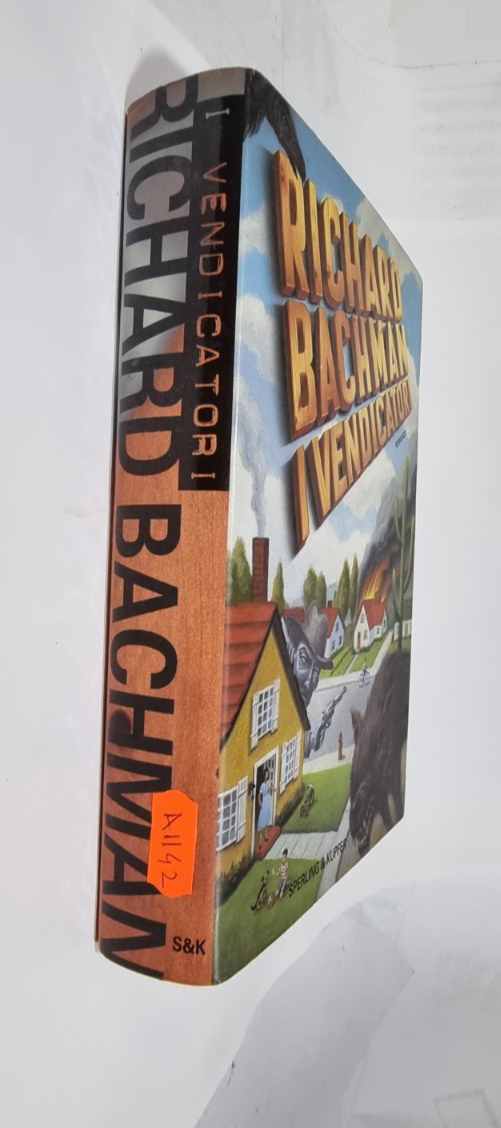 I VENDICATORI
RICHARD BACHMAN
A1142
S&K
RICHARD
BACHMAN
I VENDICATORI
SPERLING & KUPFER